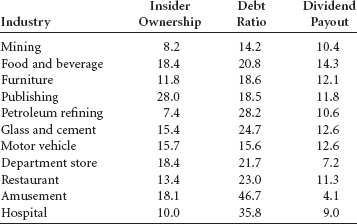 Insider Debt Dividend
Industry Ownership Ratio Payout
Mining 8.2 14.2 10.4
Food and beverage 18.4 20.8 14.3
Furniture 11.8 18.6 12.1
Publishing 28.0 18.5 11.8
Petroleum refining 7.4 28.2 10.6
Glass and cement 15.4 24.7 12.6
Motor vehicle 15.7 15.6 12.6
Department store 18.4 21.7 7.2
Restaurant 13.4 23.0 11.3
Amusement 18.1 46.7 4.1
Hospital 10.0 35.8 9.0